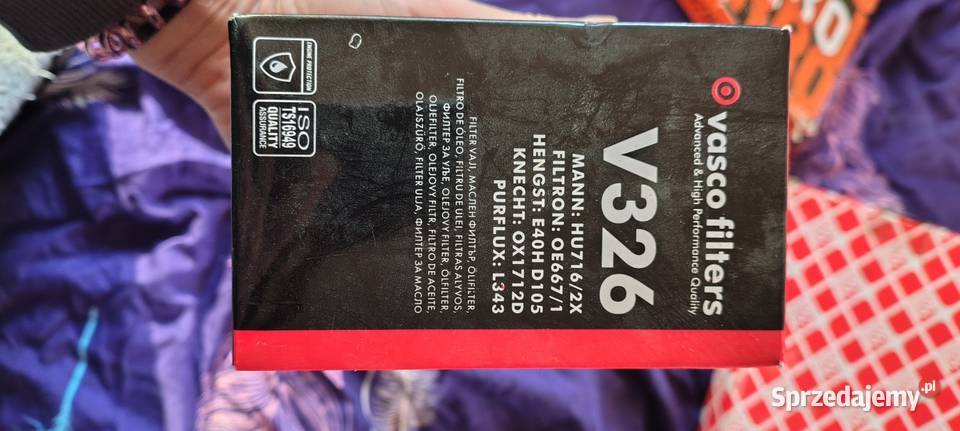 vasco filters
Advanced & High Performance Quality
V326
MANN: HU716/2X
FILTRON: OE667/1
HENGST: E40H D105
KNECHT: OX1712D
PURFLUX: L343
FILTER VAJI, МАСЛЕН ФИЛТЪР, ÖLFILTER,
FILTRO DE ÓLEO, FILTRU DE ULEI, FILTRAS ALYVOS,
ФИЛТЕР ЗА УЉЕ, OLEJOVÝ FILTER, ÖLFILTER,
OLIEFILTER, OLEJOVÝ FILTR, FILTRO DE ACEITE,
OLAJSZŰRŐ, FILTER ULJA, ФИЛТЕР ЗА МАСЛО
ENGINE PROTECTION
ISO
TS16949
QUALITY
ASSURANCE
Sprzedajemy.pl